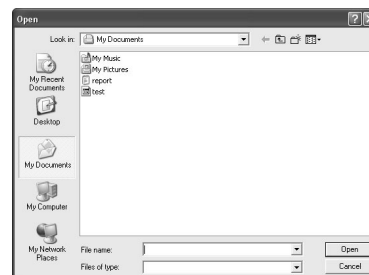 Open
Look in: My Documents
My Music
My Pictures
report
test
My Recent
Documents
Desktop
My Documents
My Computer
My Network
Places
File name:
Open
Files of type:
Cancel